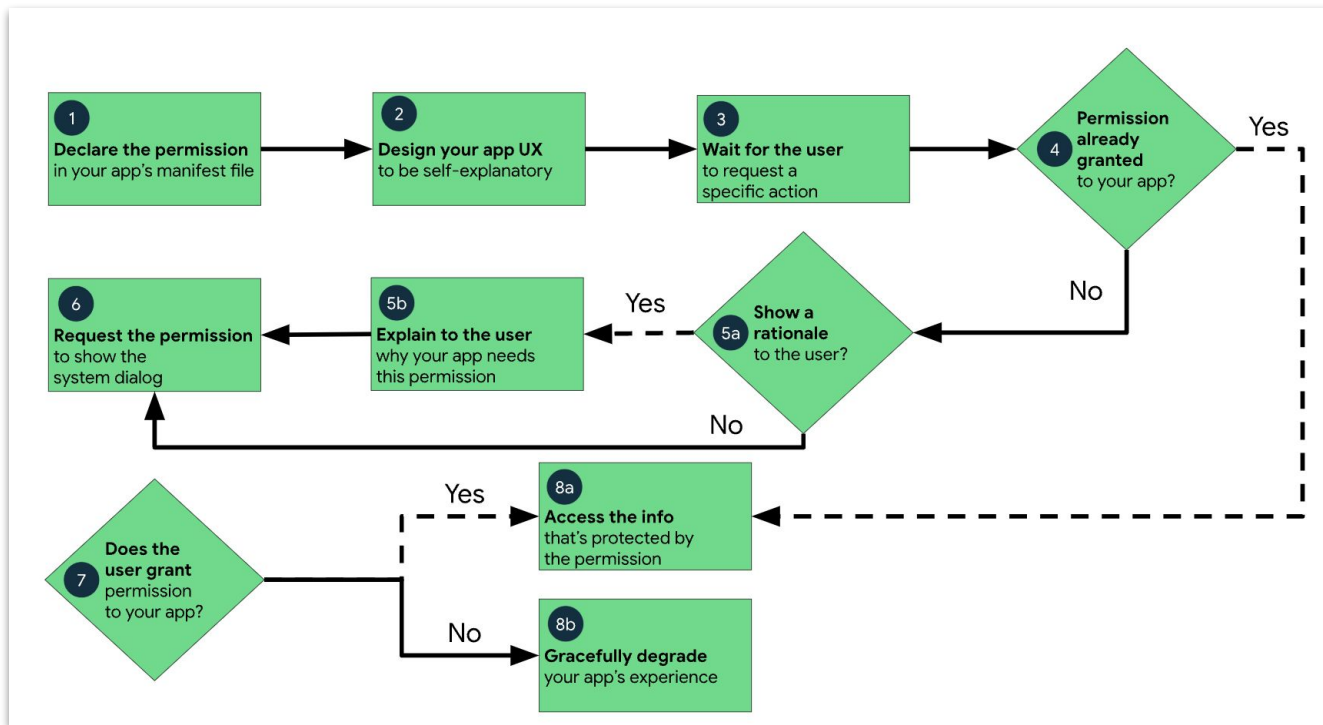 1
Declare the permission
in your app's manifest file
2
Design your app UX
to be self-explanatory
3
Wait for the user
to request a
specific action
4
Permission
already
granted
to your app?
Yes
No
5a
Show a
rationale
to the user?
Yes
No
5b
Explain to the user
why your app needs
this permission
6
Request the permission
to show the
system dialog
7
Does the
user grant
permission
to your app?
Yes
No
8a
Access the info
that's protected by
the permission
8b
Gracefully degrade
your app's experience